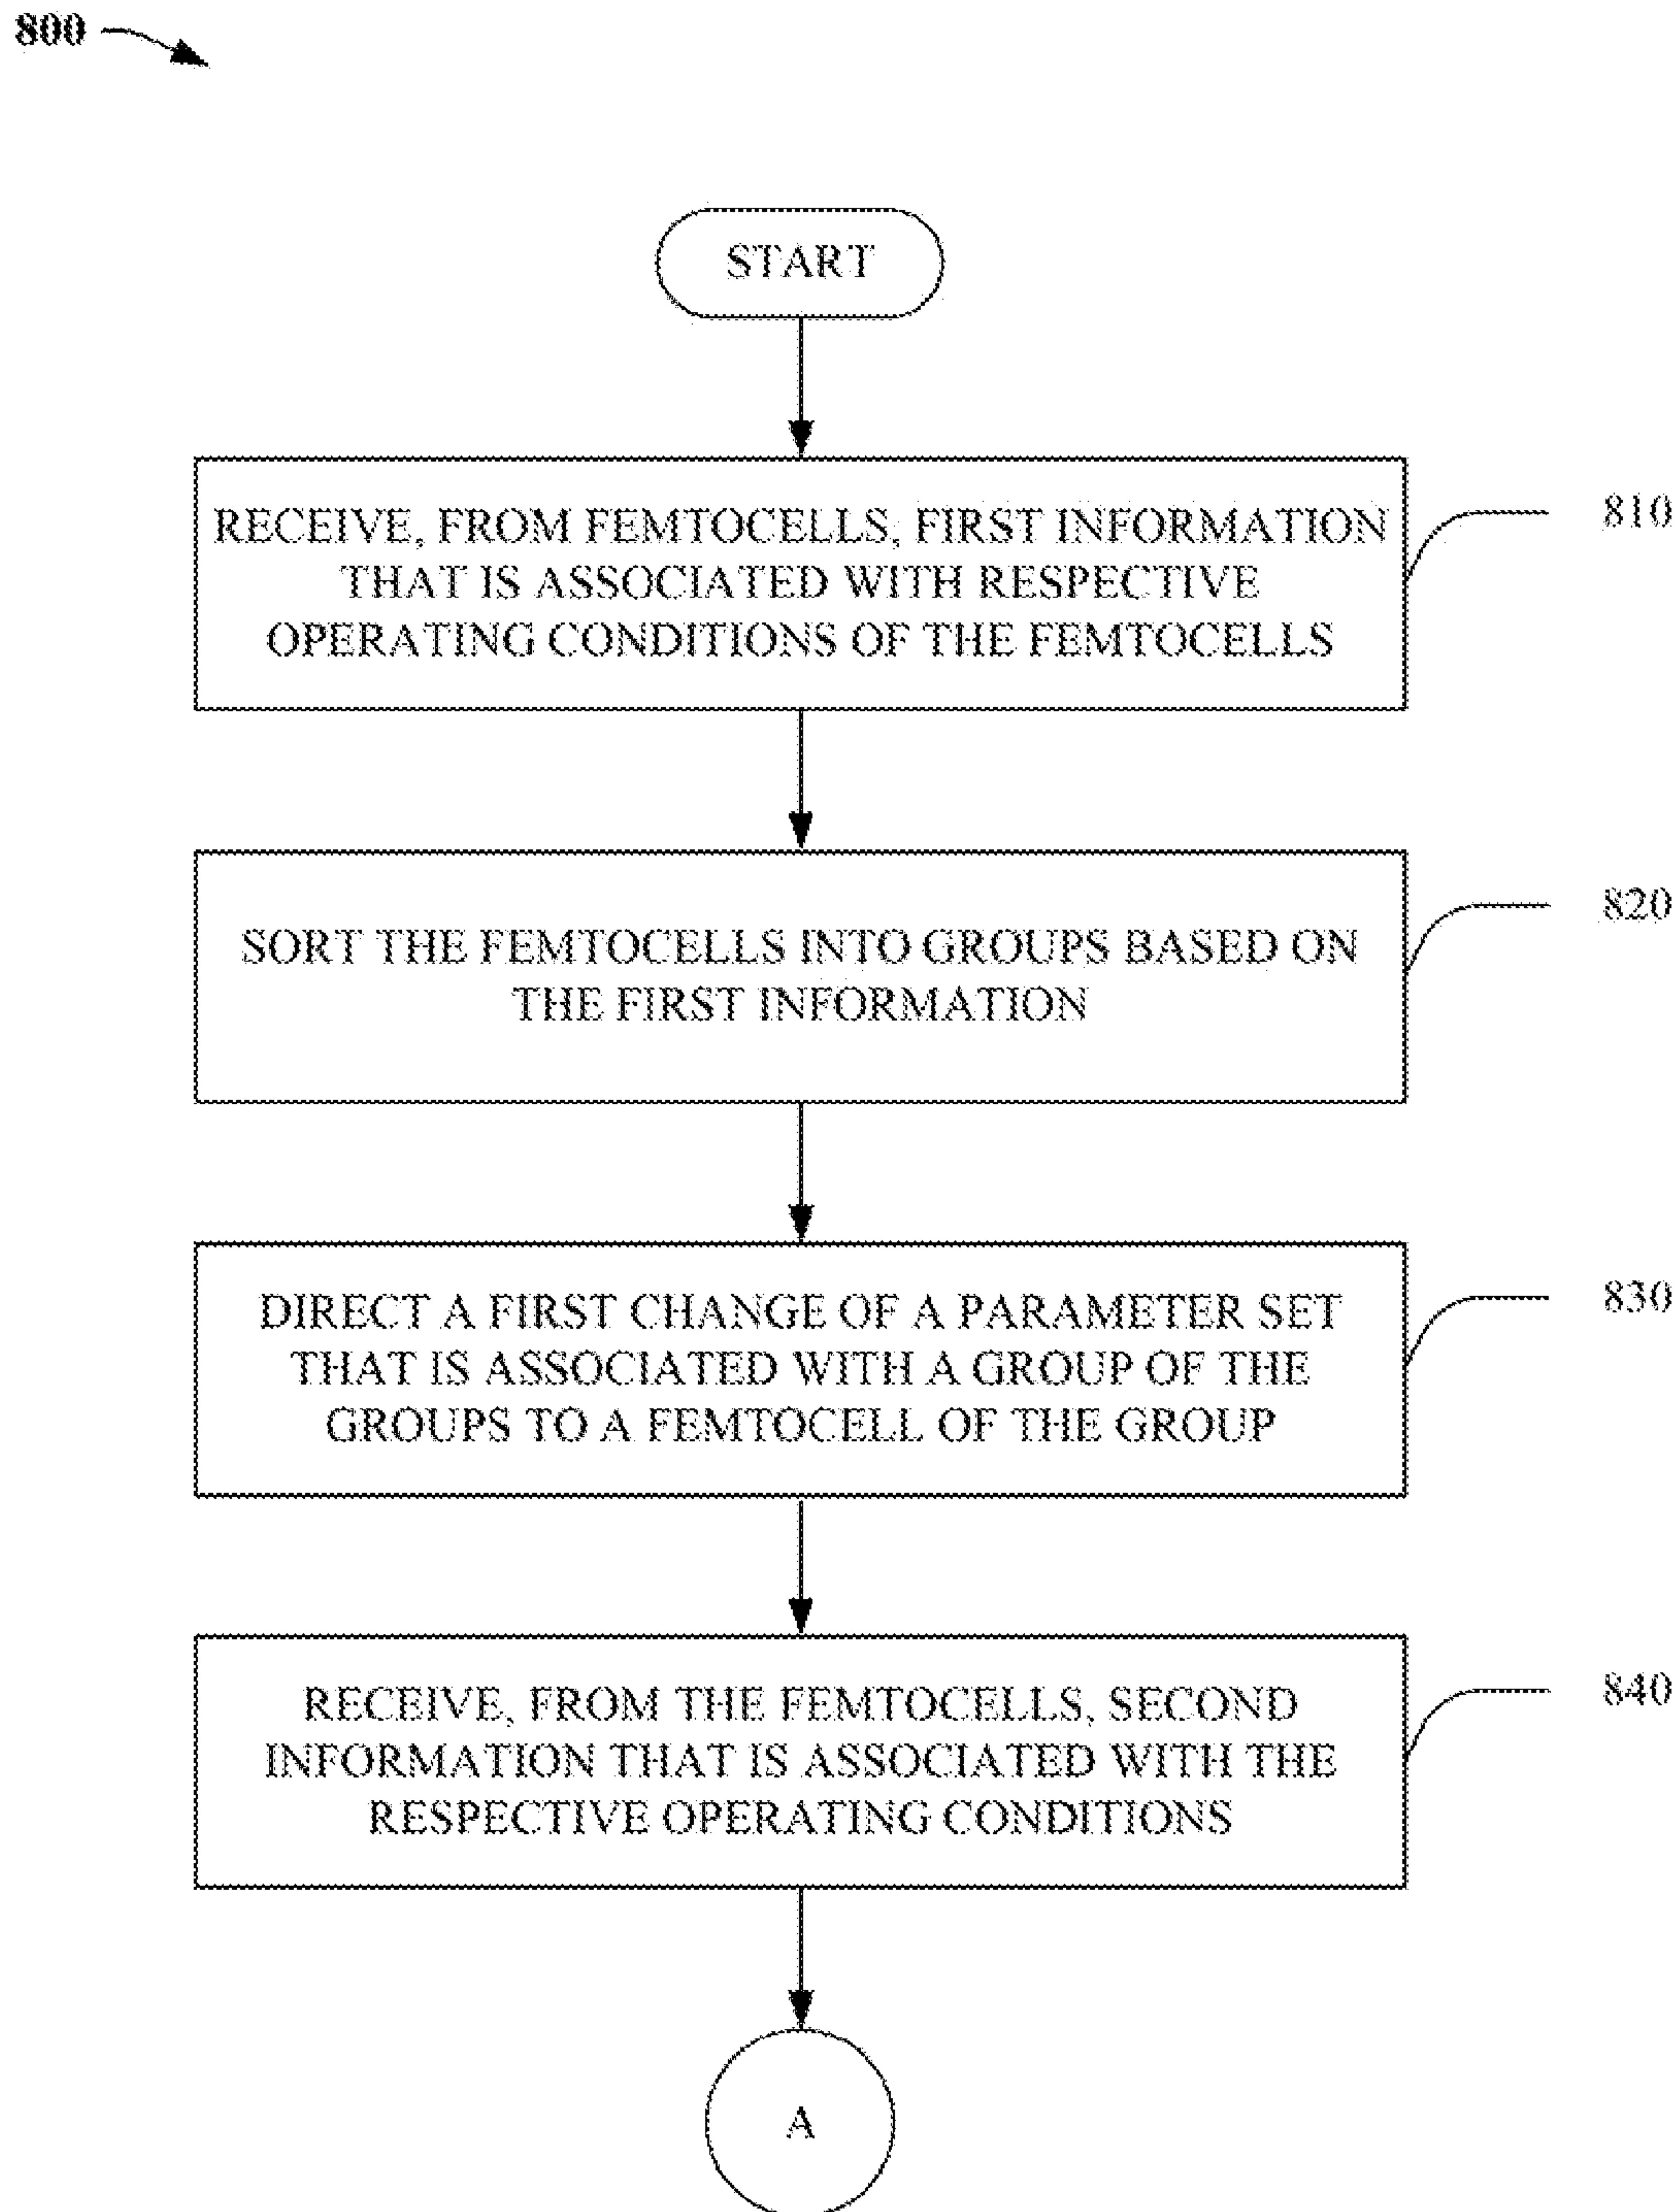 800
START
RECEIVE, FROM FEMTOCELLS, FIRST INFORMATION
THAT IS ASSOCIATED WITH RESPECTIVE
OPERATING CONDITIONS OF THE FEMTOCELLS
810
SORT THE FEMTOCELLS INTO GROUPS BASED ON
THE FIRST INFORMATION
820
DIRECT A FIRST CHANGE OF A PARAMETER SET
THAT IS ASSOCIATED WITH A GROUP OF THE
GROUPS TO A FEMTOCELL OF THE GROUP
830
RECEIVE, FROM THE FEMTOCELLS, SECOND
INFORMATION THAT IS ASSOCIATED WITH THE
RESPECTIVE OPERATING CONDITIONS
840
A